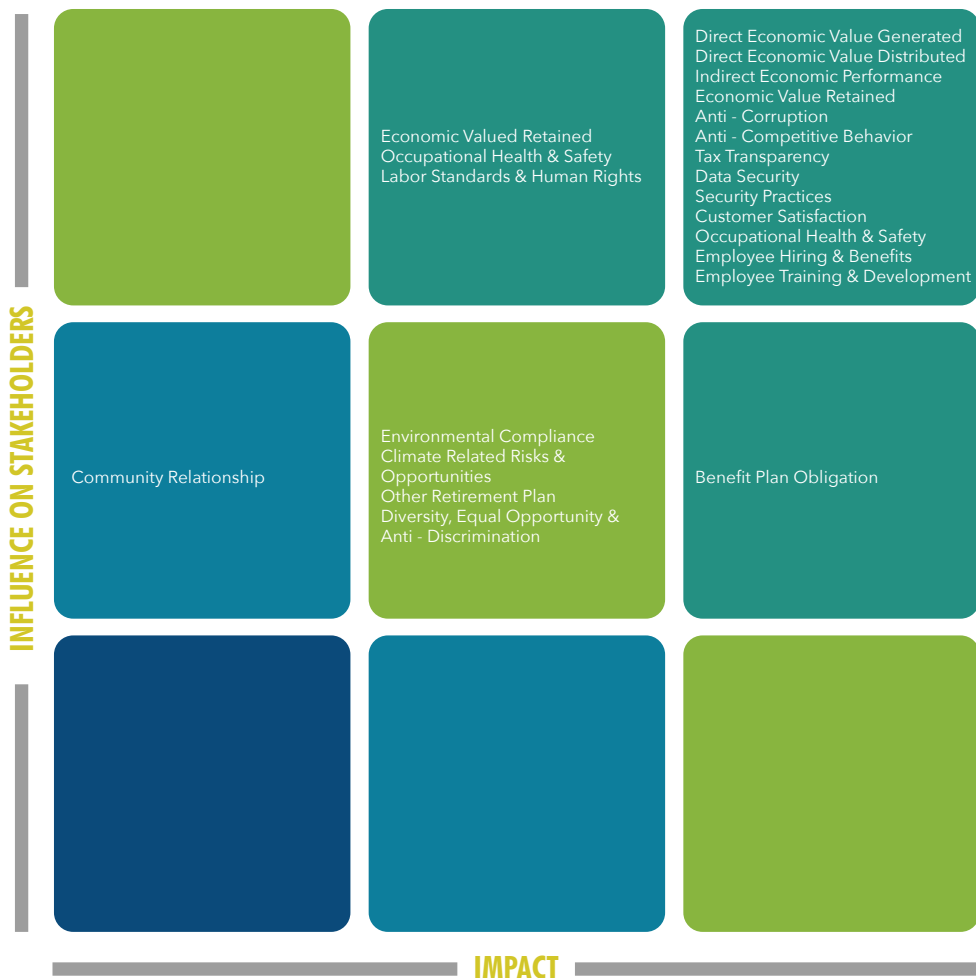 INFLUENCE ON STAKEHOLDERS
Economic Valued Retained
Occupational Health & Safety
Labor Standards & Human Rights
Direct Economic Value Generated
Direct Economic Value Distributed
Indirect Economic Performance
Economic Value Retained
Anti - Corruption
Anti - Competitive Behavior
Tax Transparency
Data Security
Security Practices
Customer Satisfaction
Occupational Health & Safety
Employee Hiring & Benefits
Employee Training & Development
Community Relationship
Environmental Compliance
Climate Related Risks &
Opportunities
Other Retirement Plan
Diversity, Equal Opportunity &
Anti - Discrimination
Benefit Plan Obligation
IMPACT